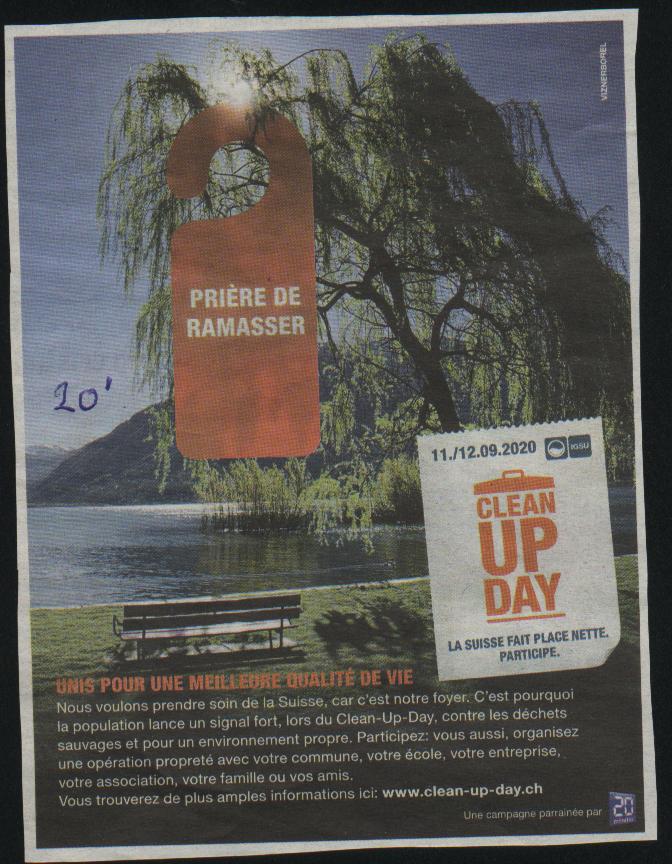 VIZNERBOREL
PRIÈRE DE
RAMASSER
20'
11./12.09.2020 IGSU
CLEAN
UP
DAY
LA SUISSE FAIT PLACE NETTE.
PARTICIPE.
UNIS POUR UNE MEILLEURE QUALITÉ DE VIE
Nous voulons prendre soin de la Suisse, car c'est notre foyer. C'est pourquoi
la population lance un signal fort, lors du Clean-Up-Day, contre les déchets
sauvages et pour un environnement propre. Participez: vous aussi, organisez
une opération propreté avec votre commune, votre école, votre entreprise,
votre association, votre famille ou vos amis.
Vous trouverez de plus amples informations ici: www.clean-up-day.ch
Une campagne parrainée par 20 minutes